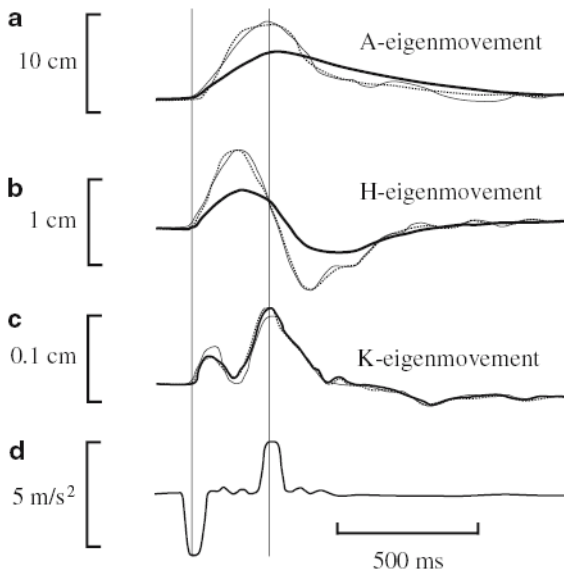 a
A-eigenmovement
10 cm
b
H-eigenmovement
1 cm
c
K-eigenmovement
0.1 cm
d
5 m/s²
500 ms